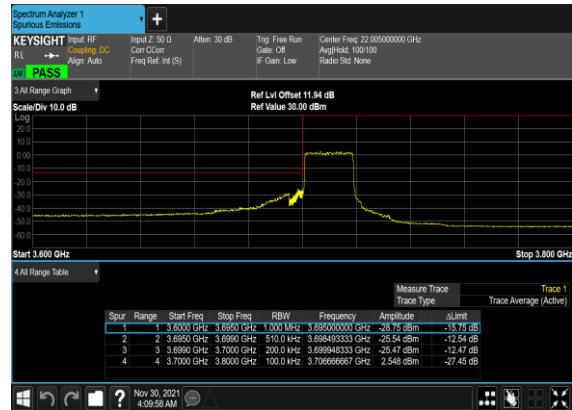 Spectrum Analyzer 1
Spurious Emissions
+
KEYSIGHT Input: RF Input Z: 50 Ω Atten: 30 dB Trig: Free Run Center Freq: 22.005000000 GHz
RL Coupling: DC Corr CCorr Gate: Off Avg|Hold: 100/100
Align: Auto Freq Ref: Int (S) IF Gain: Low Radio Std: None
PASS
3 All Range Graph Ref Lvl Offset 11.94 dB
Scale/Div 10.0 dB Ref Value 30.00 dBm
Log
20.0
10.0
0.00
-10.0
-20.0
-30.0
-40.0
-50.0
-60.0
Start 3.600 GHz Stop 3.800 GHz
4 All Range Table
Measure Trace Trace 1
Trace Type Trace Average (Active)
Spur Range Start Freq Stop Freq RBW Frequency Amplitude ΔLimit
1 1 3.6000 GHz 3.6950 GHz 1.000 MHz 3.695000000 GHz -28.75 dBm -15.75 dB
2 2 3.6950 GHz 3.6990 GHz 510.0 kHz 3.698493333 GHz -25.54 dBm -12.54 dB
3 3 3.6990 GHz 3.7000 GHz 200.0 kHz 3.699948333 GHz -25.47 dBm -12.47 dB
4 4 3.7000 GHz 3.8000 GHz 100.0 kHz 3.706666667 GHz 2.548 dBm -27.45 dB
? Nov 30, 2021
4:09:58 AM